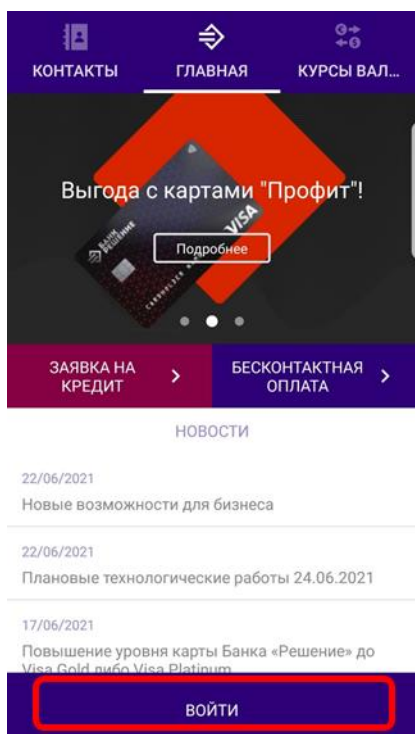 КОНТАКТЫ
ГЛАВНАЯ
КУРСЫ ВАЛ...
Выгода с картами "Профит"!
БАНК
РЕШЕНИЕ
VISA
Подробнее
ЗАЯВКА НА
КРЕДИТ
БЕСКОНТАКТНАЯ
ОПЛАТА
НОВОСТИ
22/06/2021
Новые возможности для бизнеса
22/06/2021
Плановые технологические работы 24.06.2021
17/06/2021
Повышение уровня карты Банка «Решение» до
Visa Gold либо Visa Platinum
ВОЙТИ